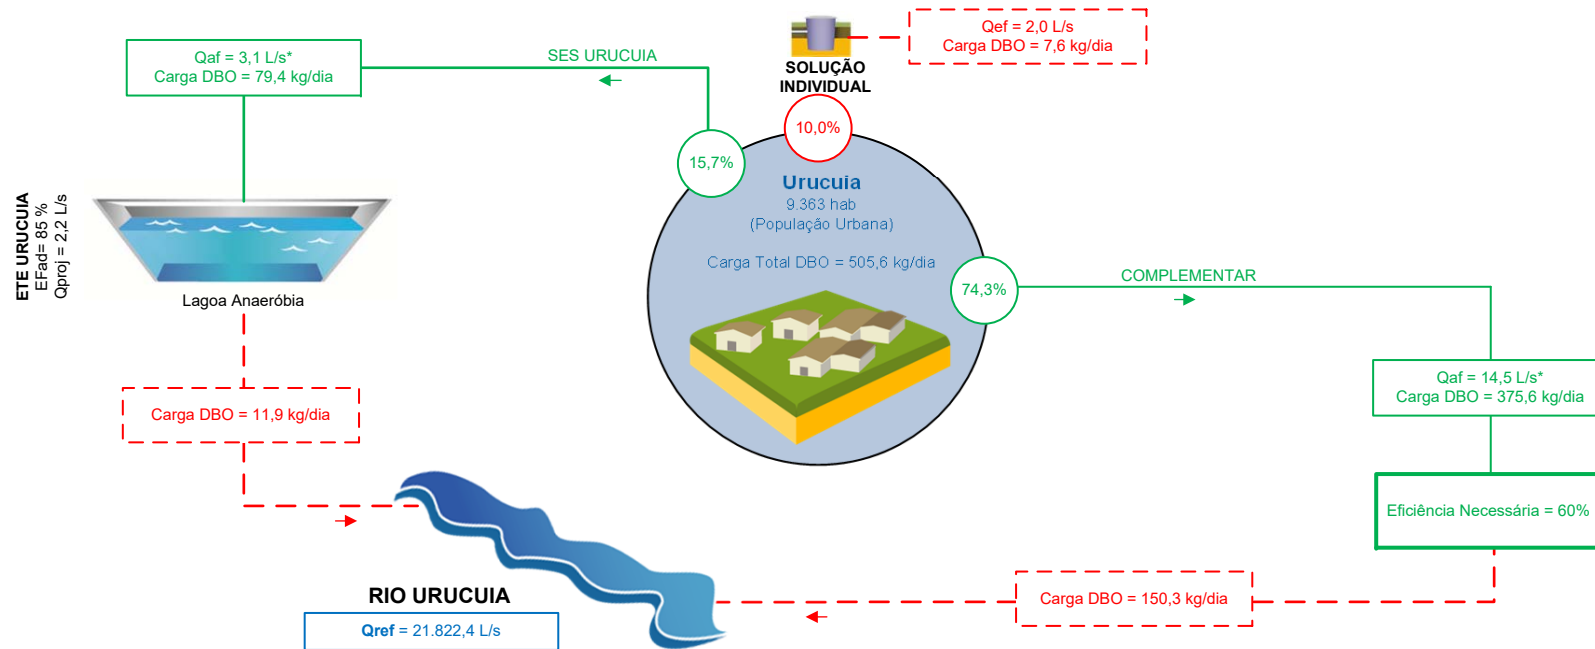 Qef = 2,0 L/s
Carga DBO = 7,6 kg/dia
Qaf = 3,1 L/s*
Carga DBO = 79,4 kg/dia
SES URUCUIA
SOLUÇÃO
INDIVIDUAL
10,0%
15,7%
Urucuia
9.363 hab
(População Urbana)
Carga Total DBO = 505,6 kg/dia
74,3%
COMPLEMENTAR
ETE URUCUIA
EFad= 85 %
Qproj = 2,2 L/s
Lagoa Anaeróbia
Carga DBO = 11,9 kg/dia
Qaf = 14,5 L/s*
Carga DBO = 375,6 kg/dia
Eficiência Necessária = 60%
RIO URUCUIA
Qref = 21.822,4 L/s
Carga DBO = 150,3 kg/dia